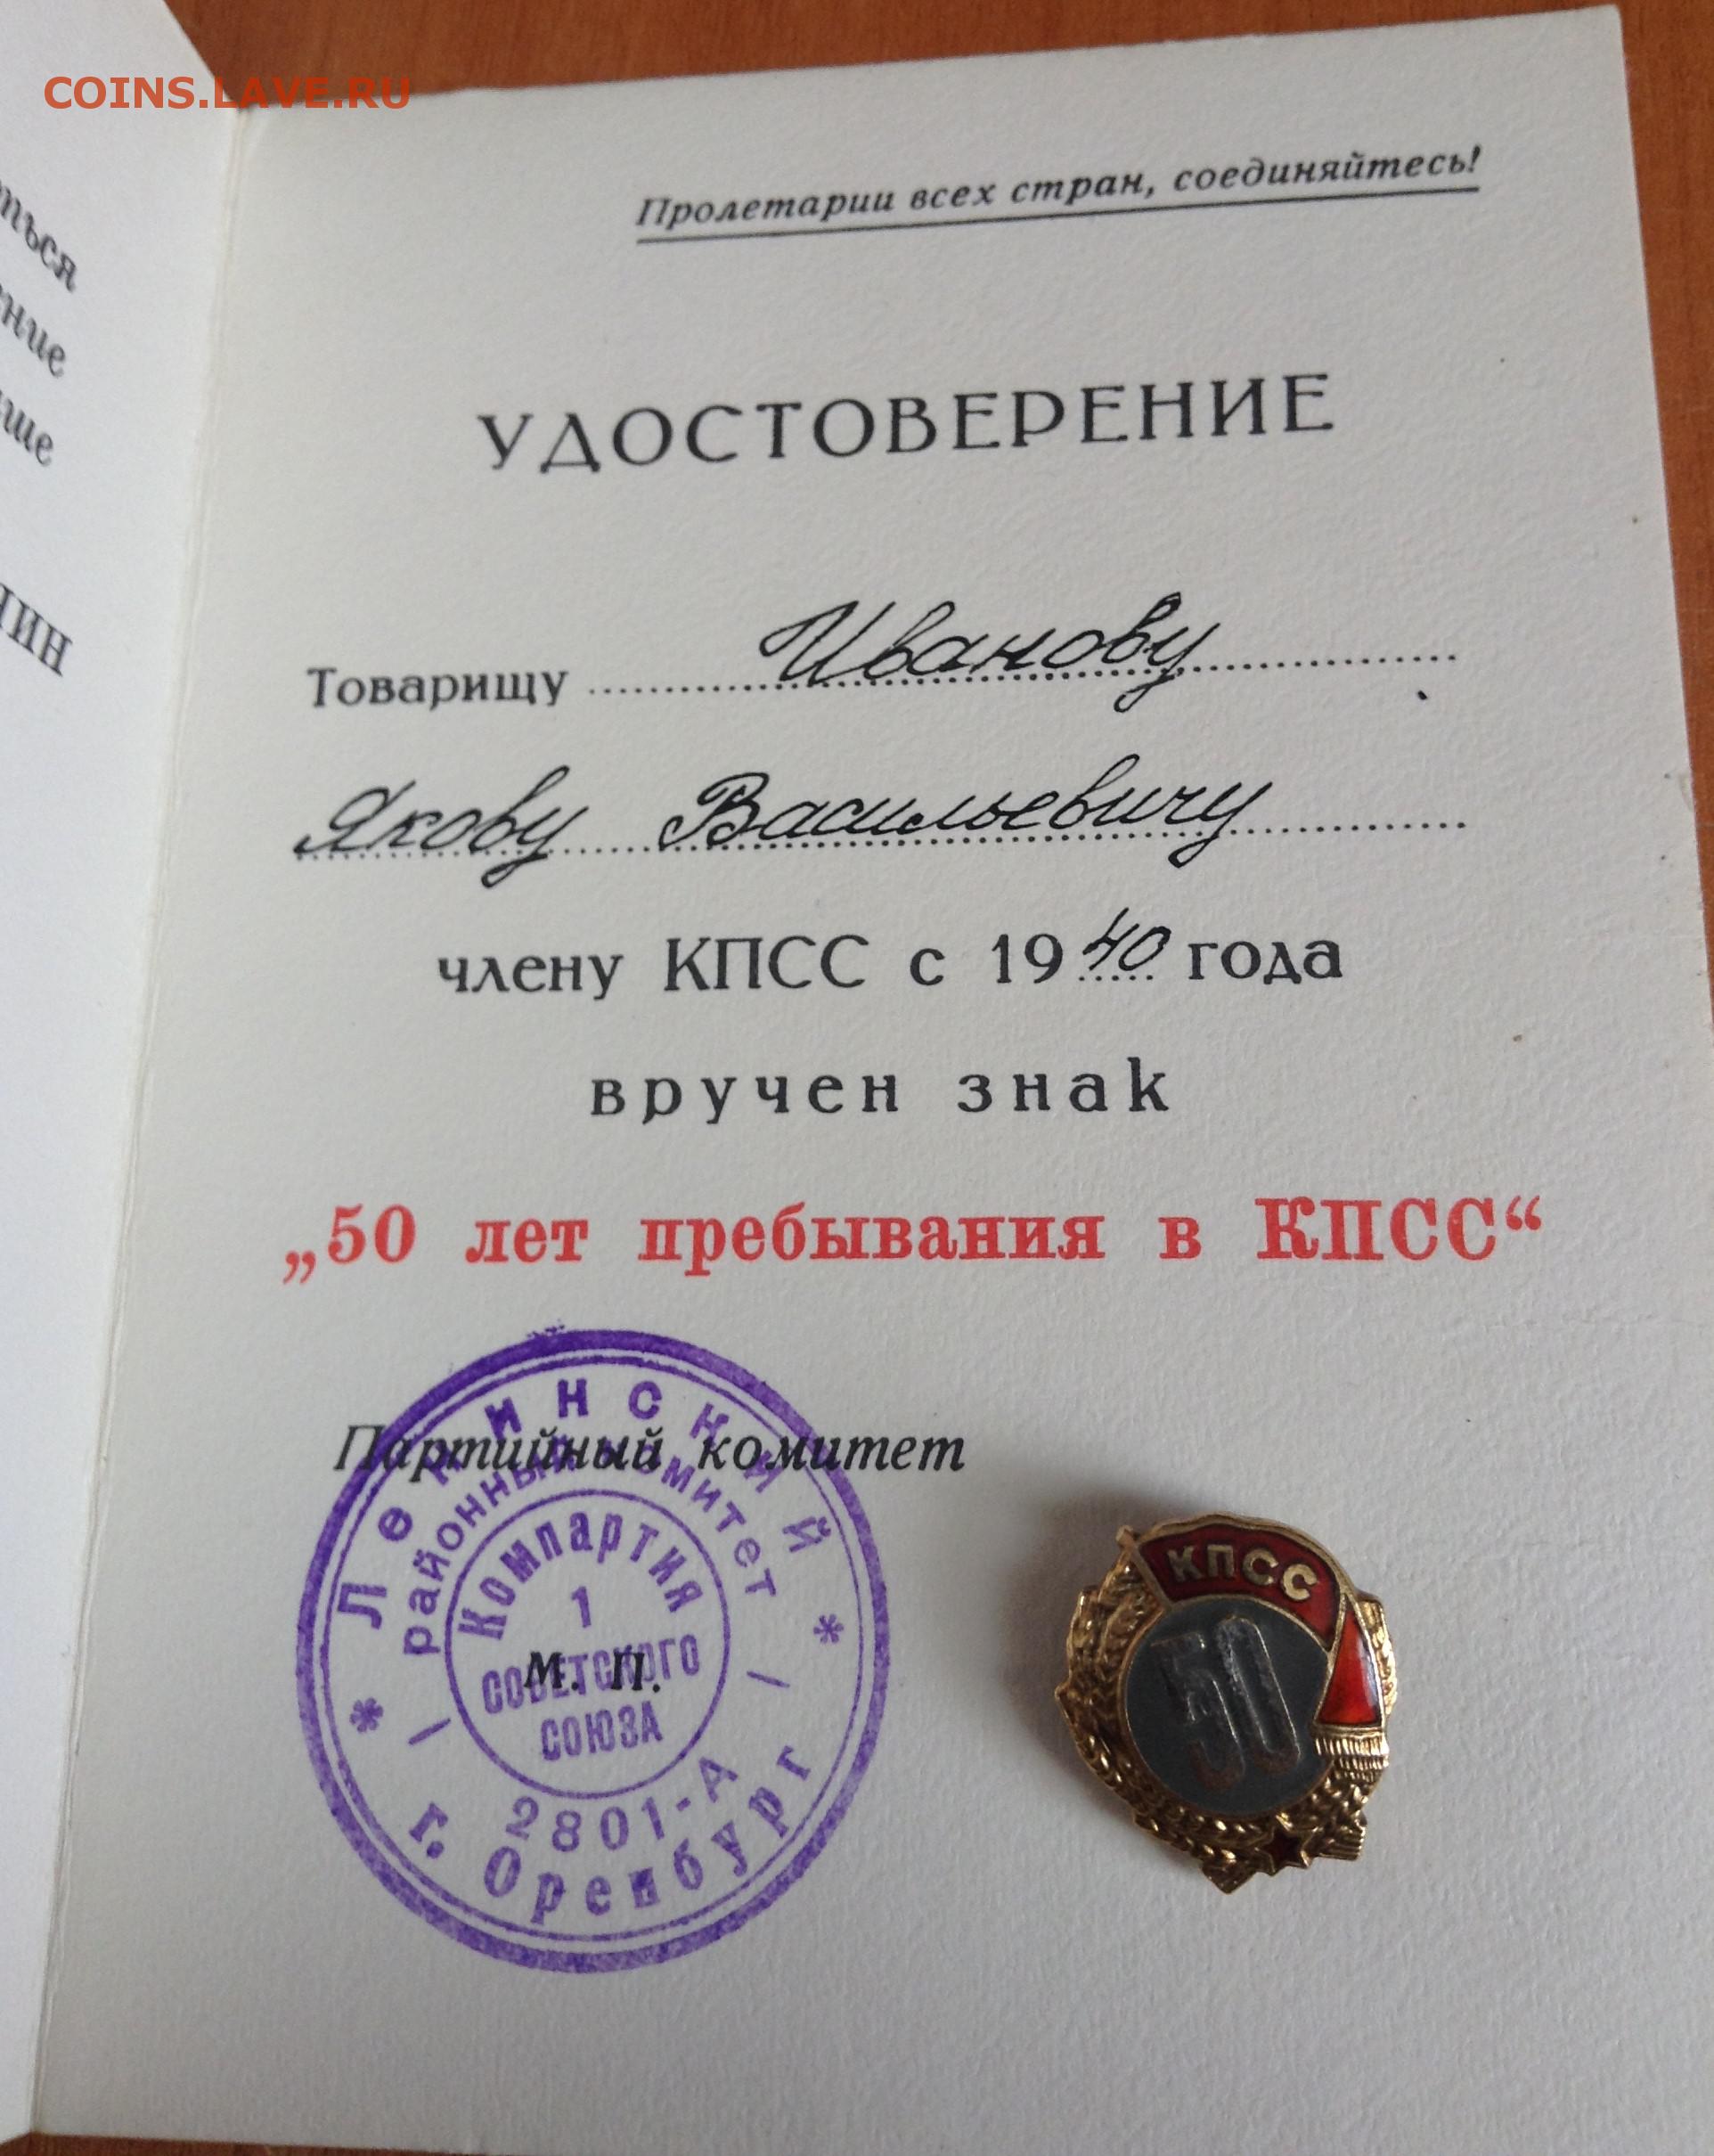 COINS.LAVE.RU
Пролетарии всех стран, соединяйтесь!
УДОСТОВЕРЕНИЕ
Товарищу Иванову
Якову Васильевичу
члену КПСС с 1940 года
вручен знак
„50 лет пребывания в КПСС“
Партийный комитет
М. П.
Ленинский
районный комитет
Компартия
1
СОВЕТСКОГО
СОЮЗА
2801-А
г. Оренбург
КПСС
50